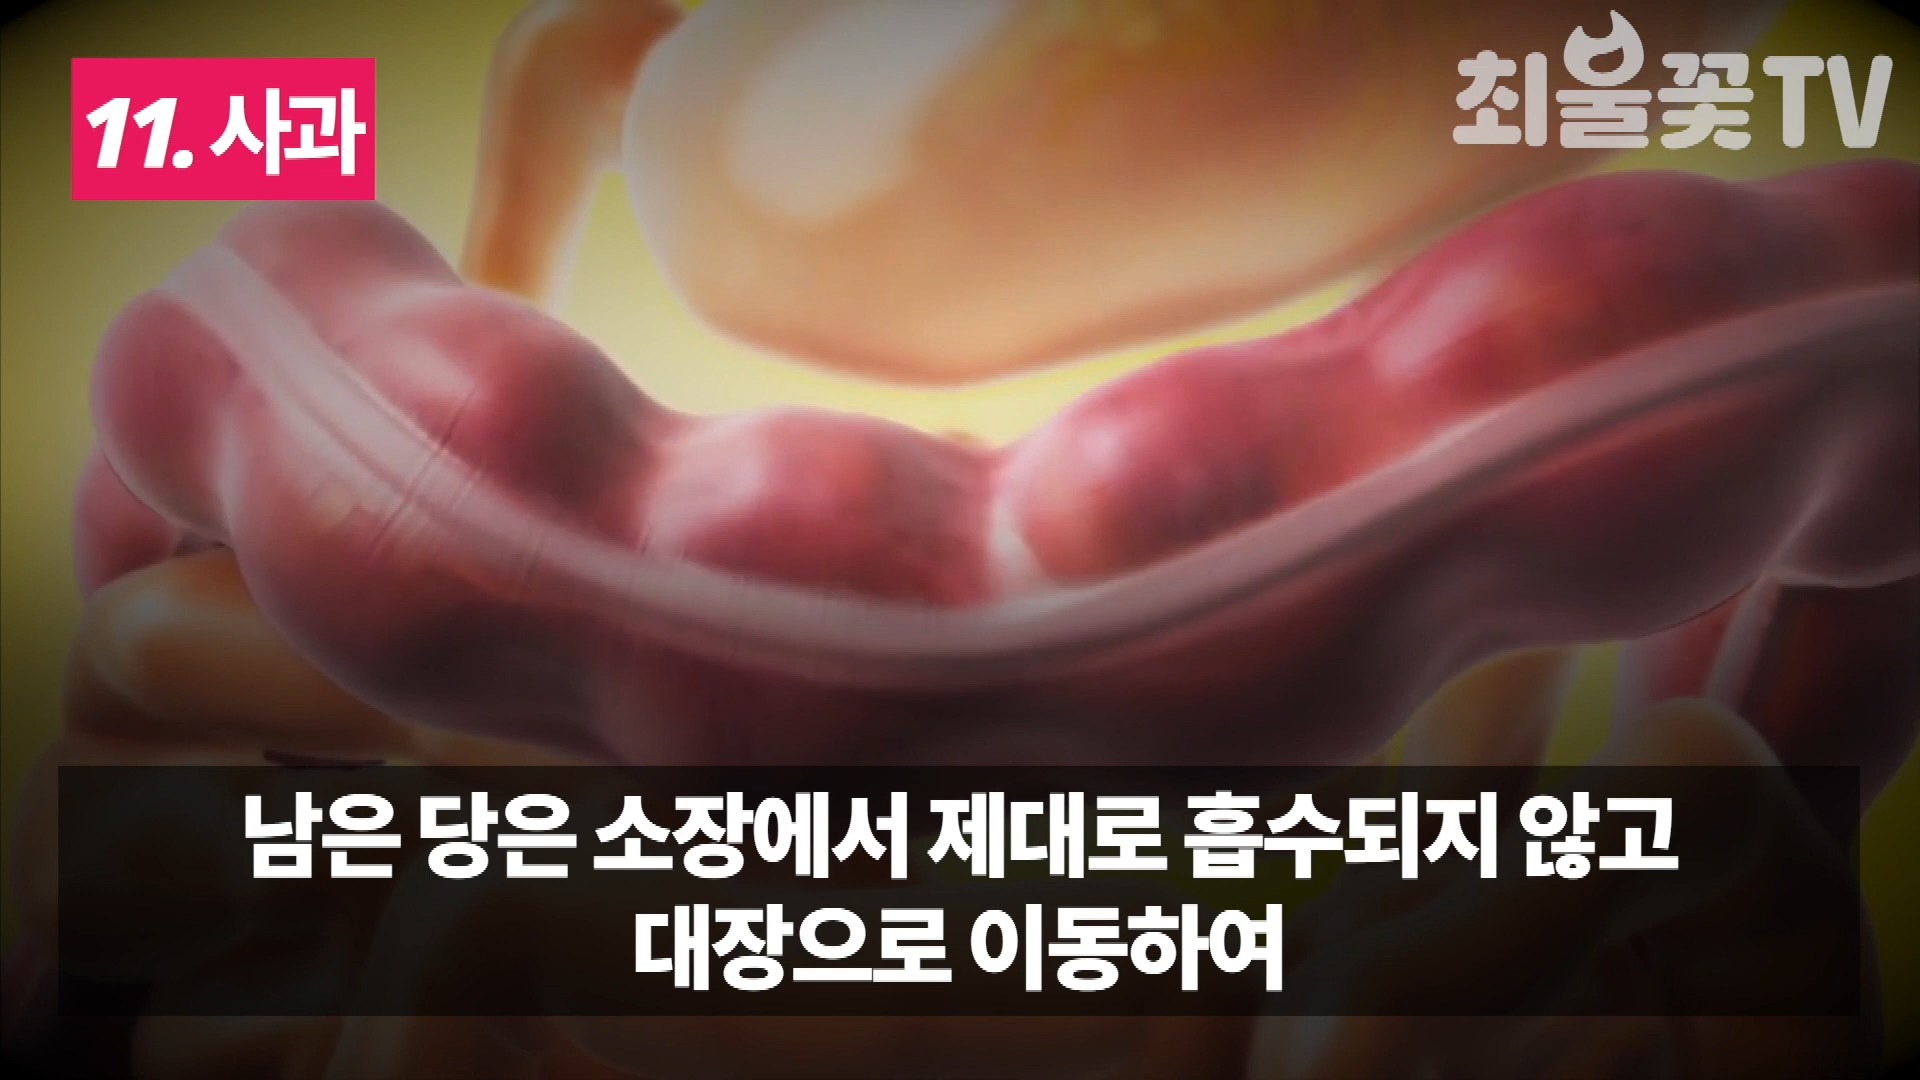 11. 사과
최불꽃TV
남은 당은 소장에서 제대로 흡수되지 않고
대장으로 이동하여